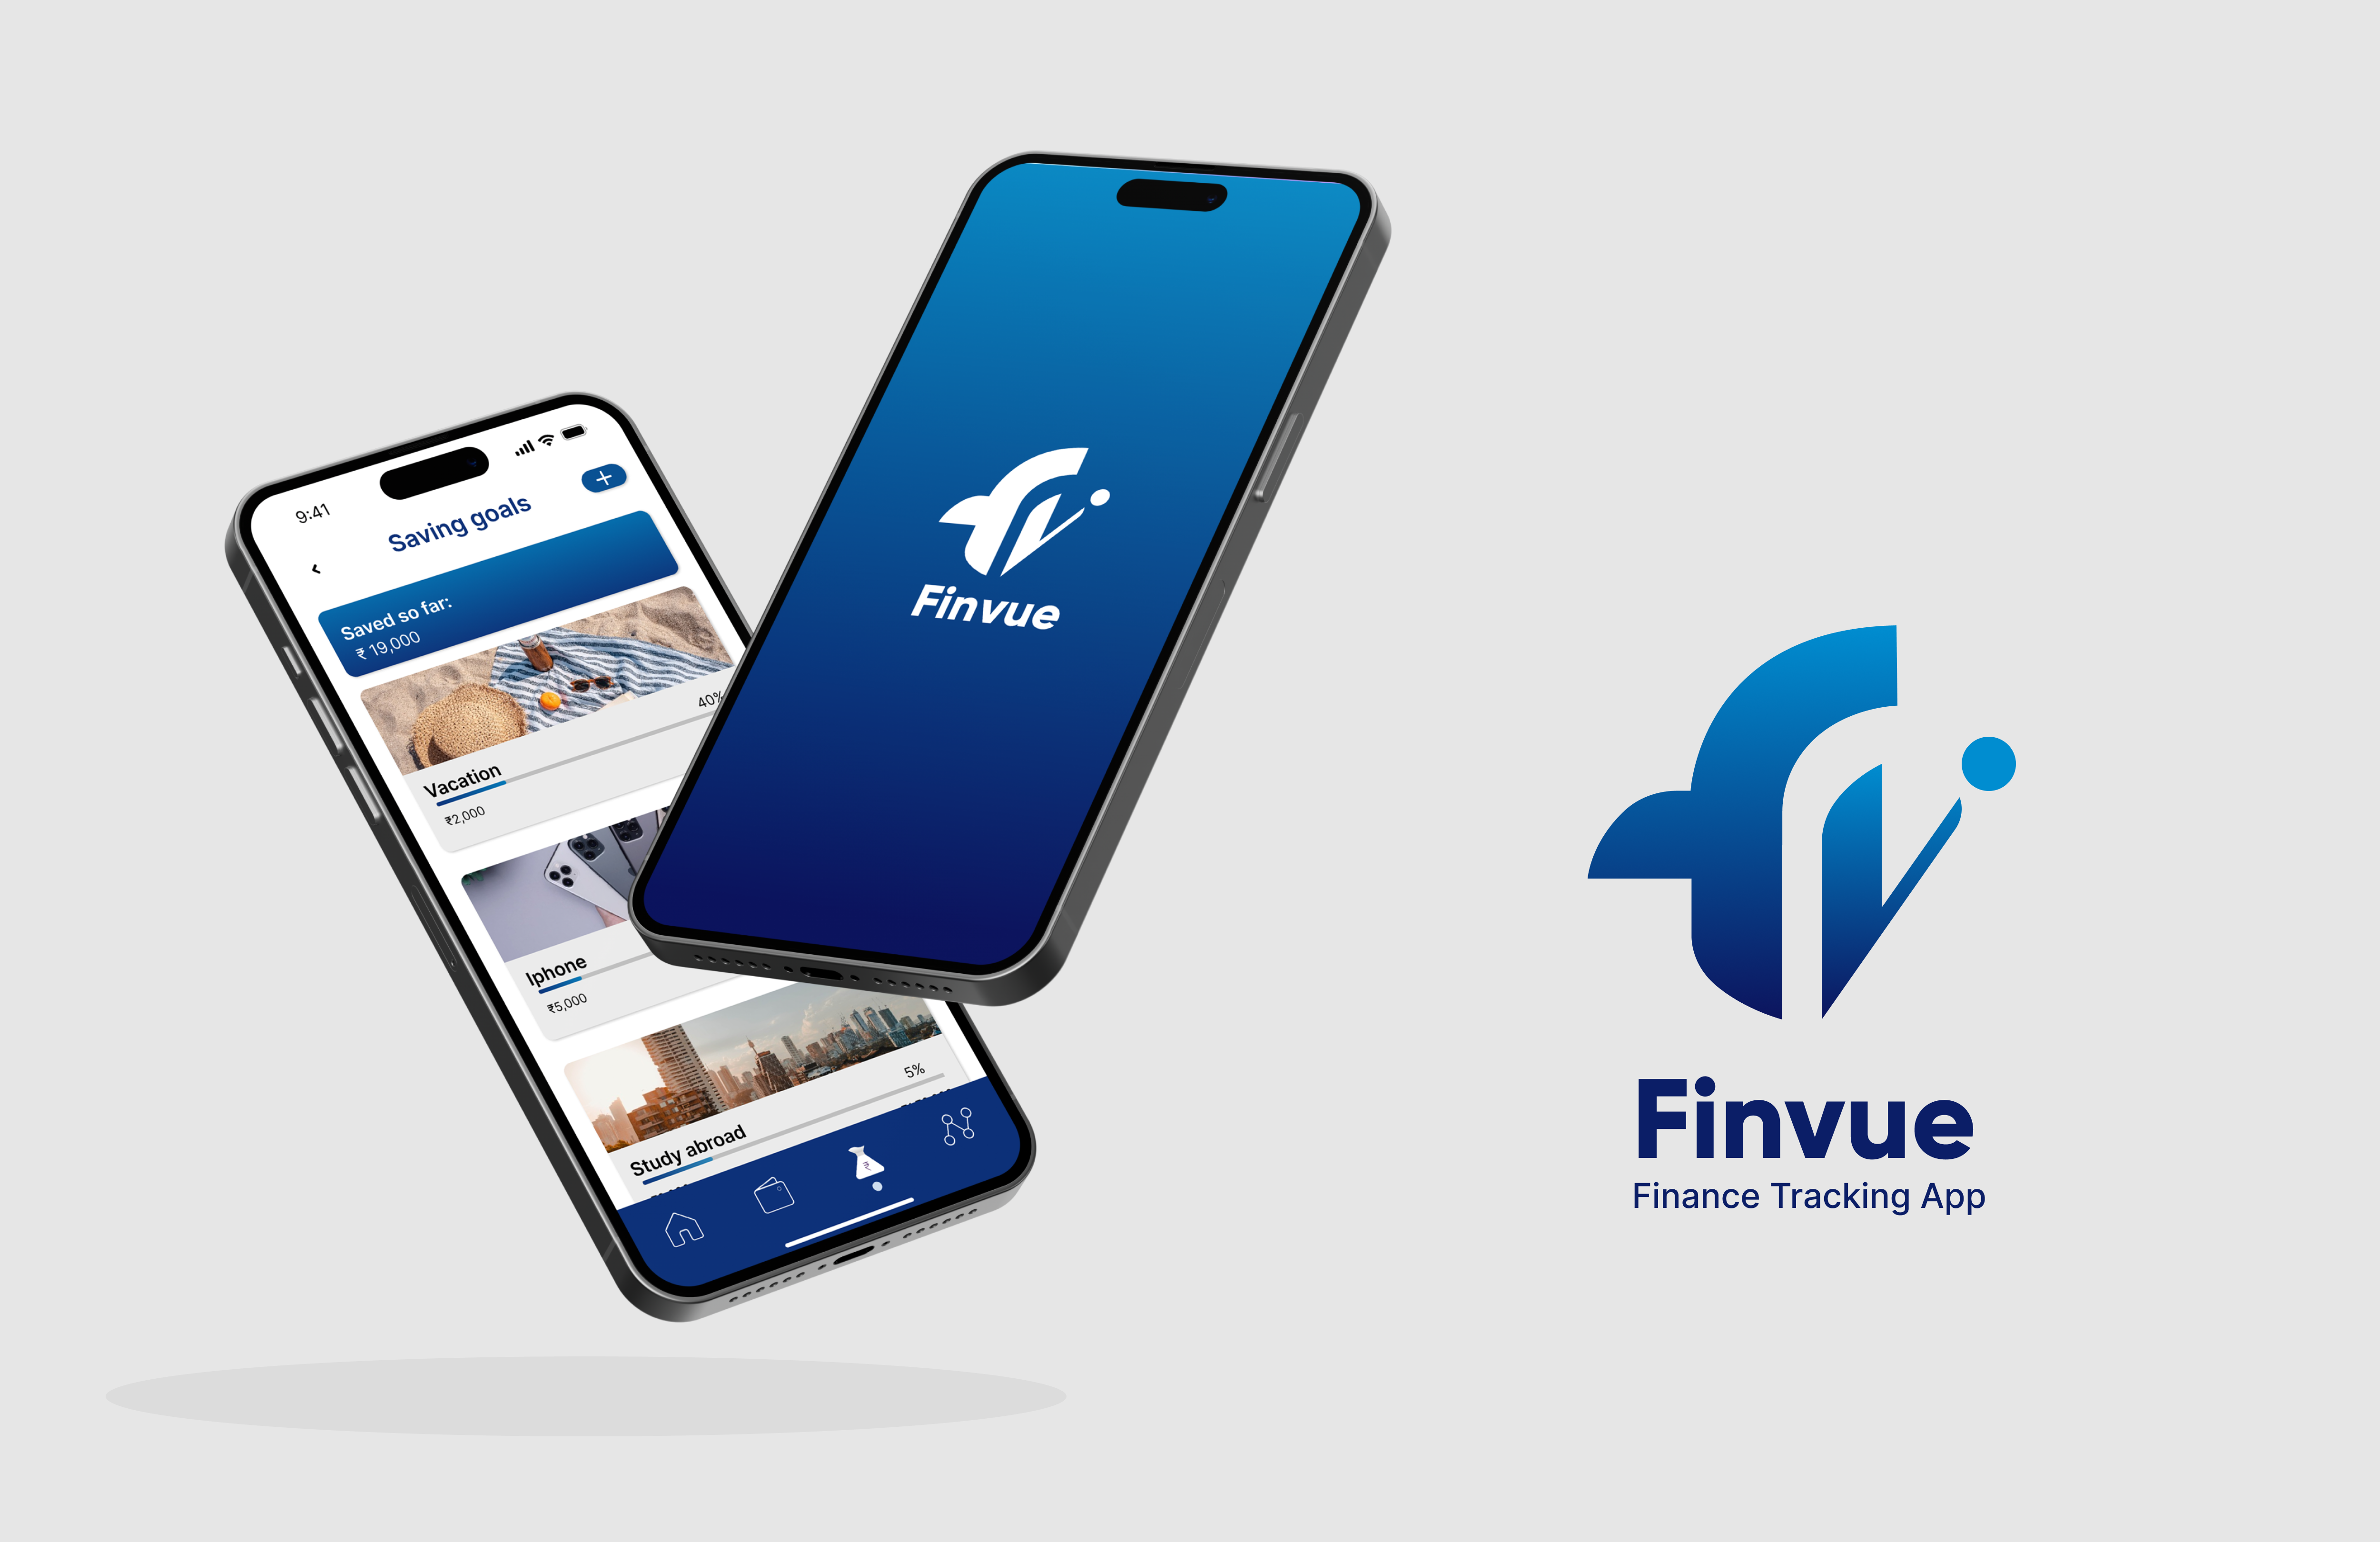 9:41
Saving goals
Saved so far:
₹ 19,000
40%
Vacation
₹2,000
Iphone
₹5,000
5%
Study abroad
Finvue
Finvue
Finance Tracking App